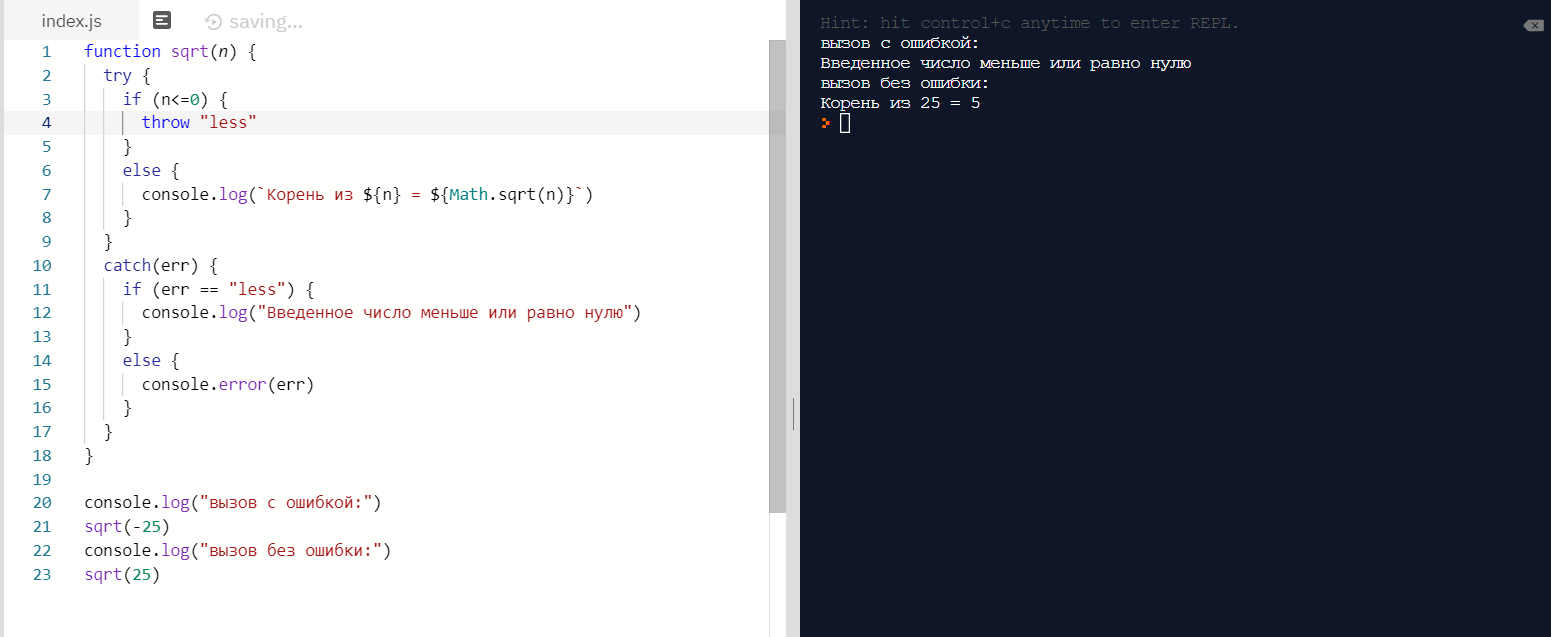 index.js saving...
1 function sqrt(n) {
2 try {
3 if (n<=0) {
4 throw "less"
5 }
6 else {
7 console.log(`Корень из ${n} = ${Math.sqrt(n)}`)
8 }
9 }
10 catch(err) {
11 if (err == "less") {
12 console.log("Введенное число меньше или равно нулю")
13 }
14 else {
15 console.error(err)
16 }
17 }
18 }
19
20 console.log("вызов с ошибкой:")
21 sqrt(-25)
22 console.log("вызов без ошибки:")
23 sqrt(25)
Hint: hit control+c anytime to enter REPL.
вызов с ошибкой:
Введенное число меньше или равно нулю
вызов без ошибки:
Корень из 25 = 5
>